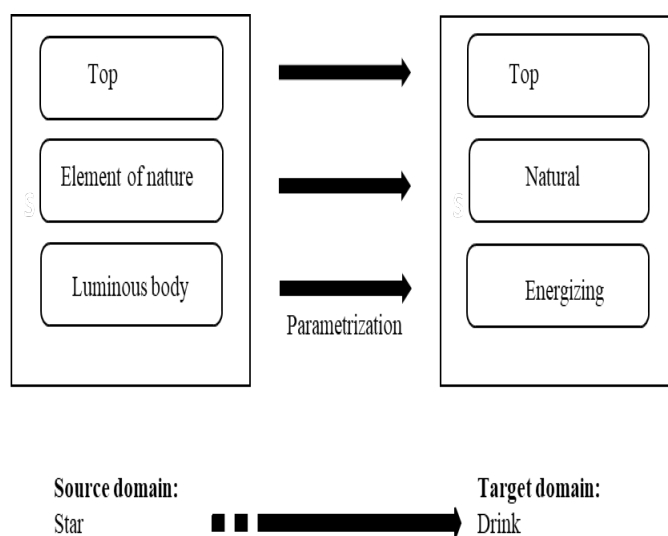 Top
Top
Element of nature
Natural
Luminous body
Energizing
Parametrization
Source domain:
Target domain:
Star
Drink